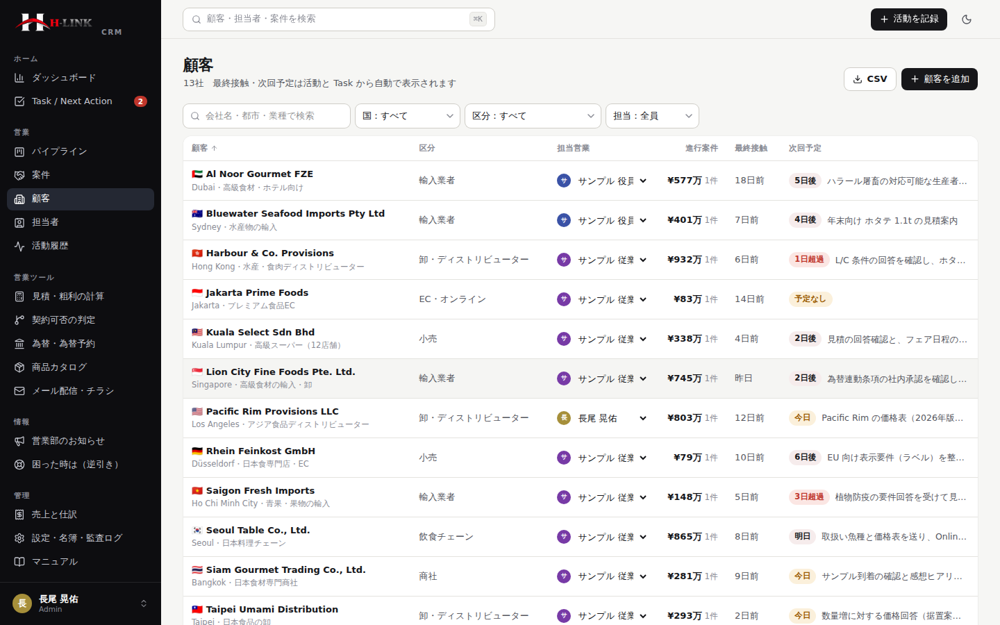 H-LINK CRM
ホーム
ダッシュボード
Task / Next Action 2
営業
パイプライン
案件
顧客
担当者
活動履歴
営業ツール
見積・粗利の計算
契約可否の判定
為替・為替予約
商品カタログ
メール配信・チラシ
情報
営業部のお知らせ
困った時は（逆引き）
管理
売上と仕訳
設定・名簿・監査ログ
マニュアル
長 長尾 晃佑
Admin
顧客・担当者・案件を検索 ⌘K
活動を記録
顧客
13社 最終接触・次回予定は活動と Task から自動で表示されます
CSV
顧客を追加
会社名・都市・業種で検索 国：すべて 区分：すべて 担当：全員
顧客 ↑ 区分 担当営業 進行案件 最終接触 次回予定
🇦🇪 Al Noor Gourmet FZE
Dubai・高級食材・ホテル向け
輸入業者 サ サンプル 役員 ¥577万 1件 18日前 5日後 ハラール屠畜の対応可能な生産者…
🇦🇺 Bluewater Seafood Imports Pty Ltd
Sydney・水産物の輸入
輸入業者 サ サンプル 役員 ¥401万 1件 7日前 4日後 年末向け ホタテ 1.1t の見積案内
🇭🇰 Harbour & Co. Provisions
Hong Kong・水産・食肉ディストリビューター
卸・ディストリビューター サ サンプル 従業 ¥932万 1件 6日前 1日超過 L/C 条件の回答を確認し、ホタ…
🇮🇩 Jakarta Prime Foods
Jakarta・プレミアム食品EC
EC・オンライン サ サンプル 従業 ¥83万 1件 14日前 予定なし
🇲🇾 Kuala Select Sdn Bhd
Kuala Lumpur・高級スーパー（12店舗）
小売 サ サンプル 従業 ¥338万 1件 4日前 2日後 見積の回答確認と、フェア日程の…
🇸🇬 Lion City Fine Foods Pte. Ltd.
Singapore・高級食材の輸入・卸
輸入業者 サ サンプル 従業 ¥745万 1件 昨日 2日後 為替連動条項の社内承認を確認し…
🇺🇸 Pacific Rim Provisions LLC
Los Angeles・アジア食品ディストリビューター
卸・ディストリビューター 長 長尾 晃佑 ¥803万 1件 12日前 今日 Pacific Rim の価格表（2026年版…
🇩🇪 Rhein Feinkost GmbH
Düsseldorf・日本食専門店・EC
小売 サ サンプル 従業 ¥79万 1件 10日前 6日後 EU 向け表示要件（ラベル）を整…
🇻🇳 Saigon Fresh Imports
Ho Chi Minh City・青果・果物の輸入
輸入業者 サ サンプル 従業 ¥148万 1件 5日前 3日超過 植物防疫の要件回答を受けて見…
🇰🇷 Seoul Table Co., Ltd.
Seoul・日本料理チェーン
飲食チェーン サ サンプル 従業 ¥865万 1件 8日前 明日 取扱い魚種と価格表を送り、Onlin…
🇹🇭 Siam Gourmet Trading Co., Ltd.
Bangkok・日本食材専門商社
商社 サ サンプル 従業 ¥281万 1件 9日前 今日 サンプル到着の確認と感想ヒアリ…
🇹🇼 Taipei Umami Distribution
Taipei・日本食品の卸
卸・ディストリビューター サ サンプル 従業 ¥293万 1件 2日前 今日 数量増に対する価格回答（据置案…